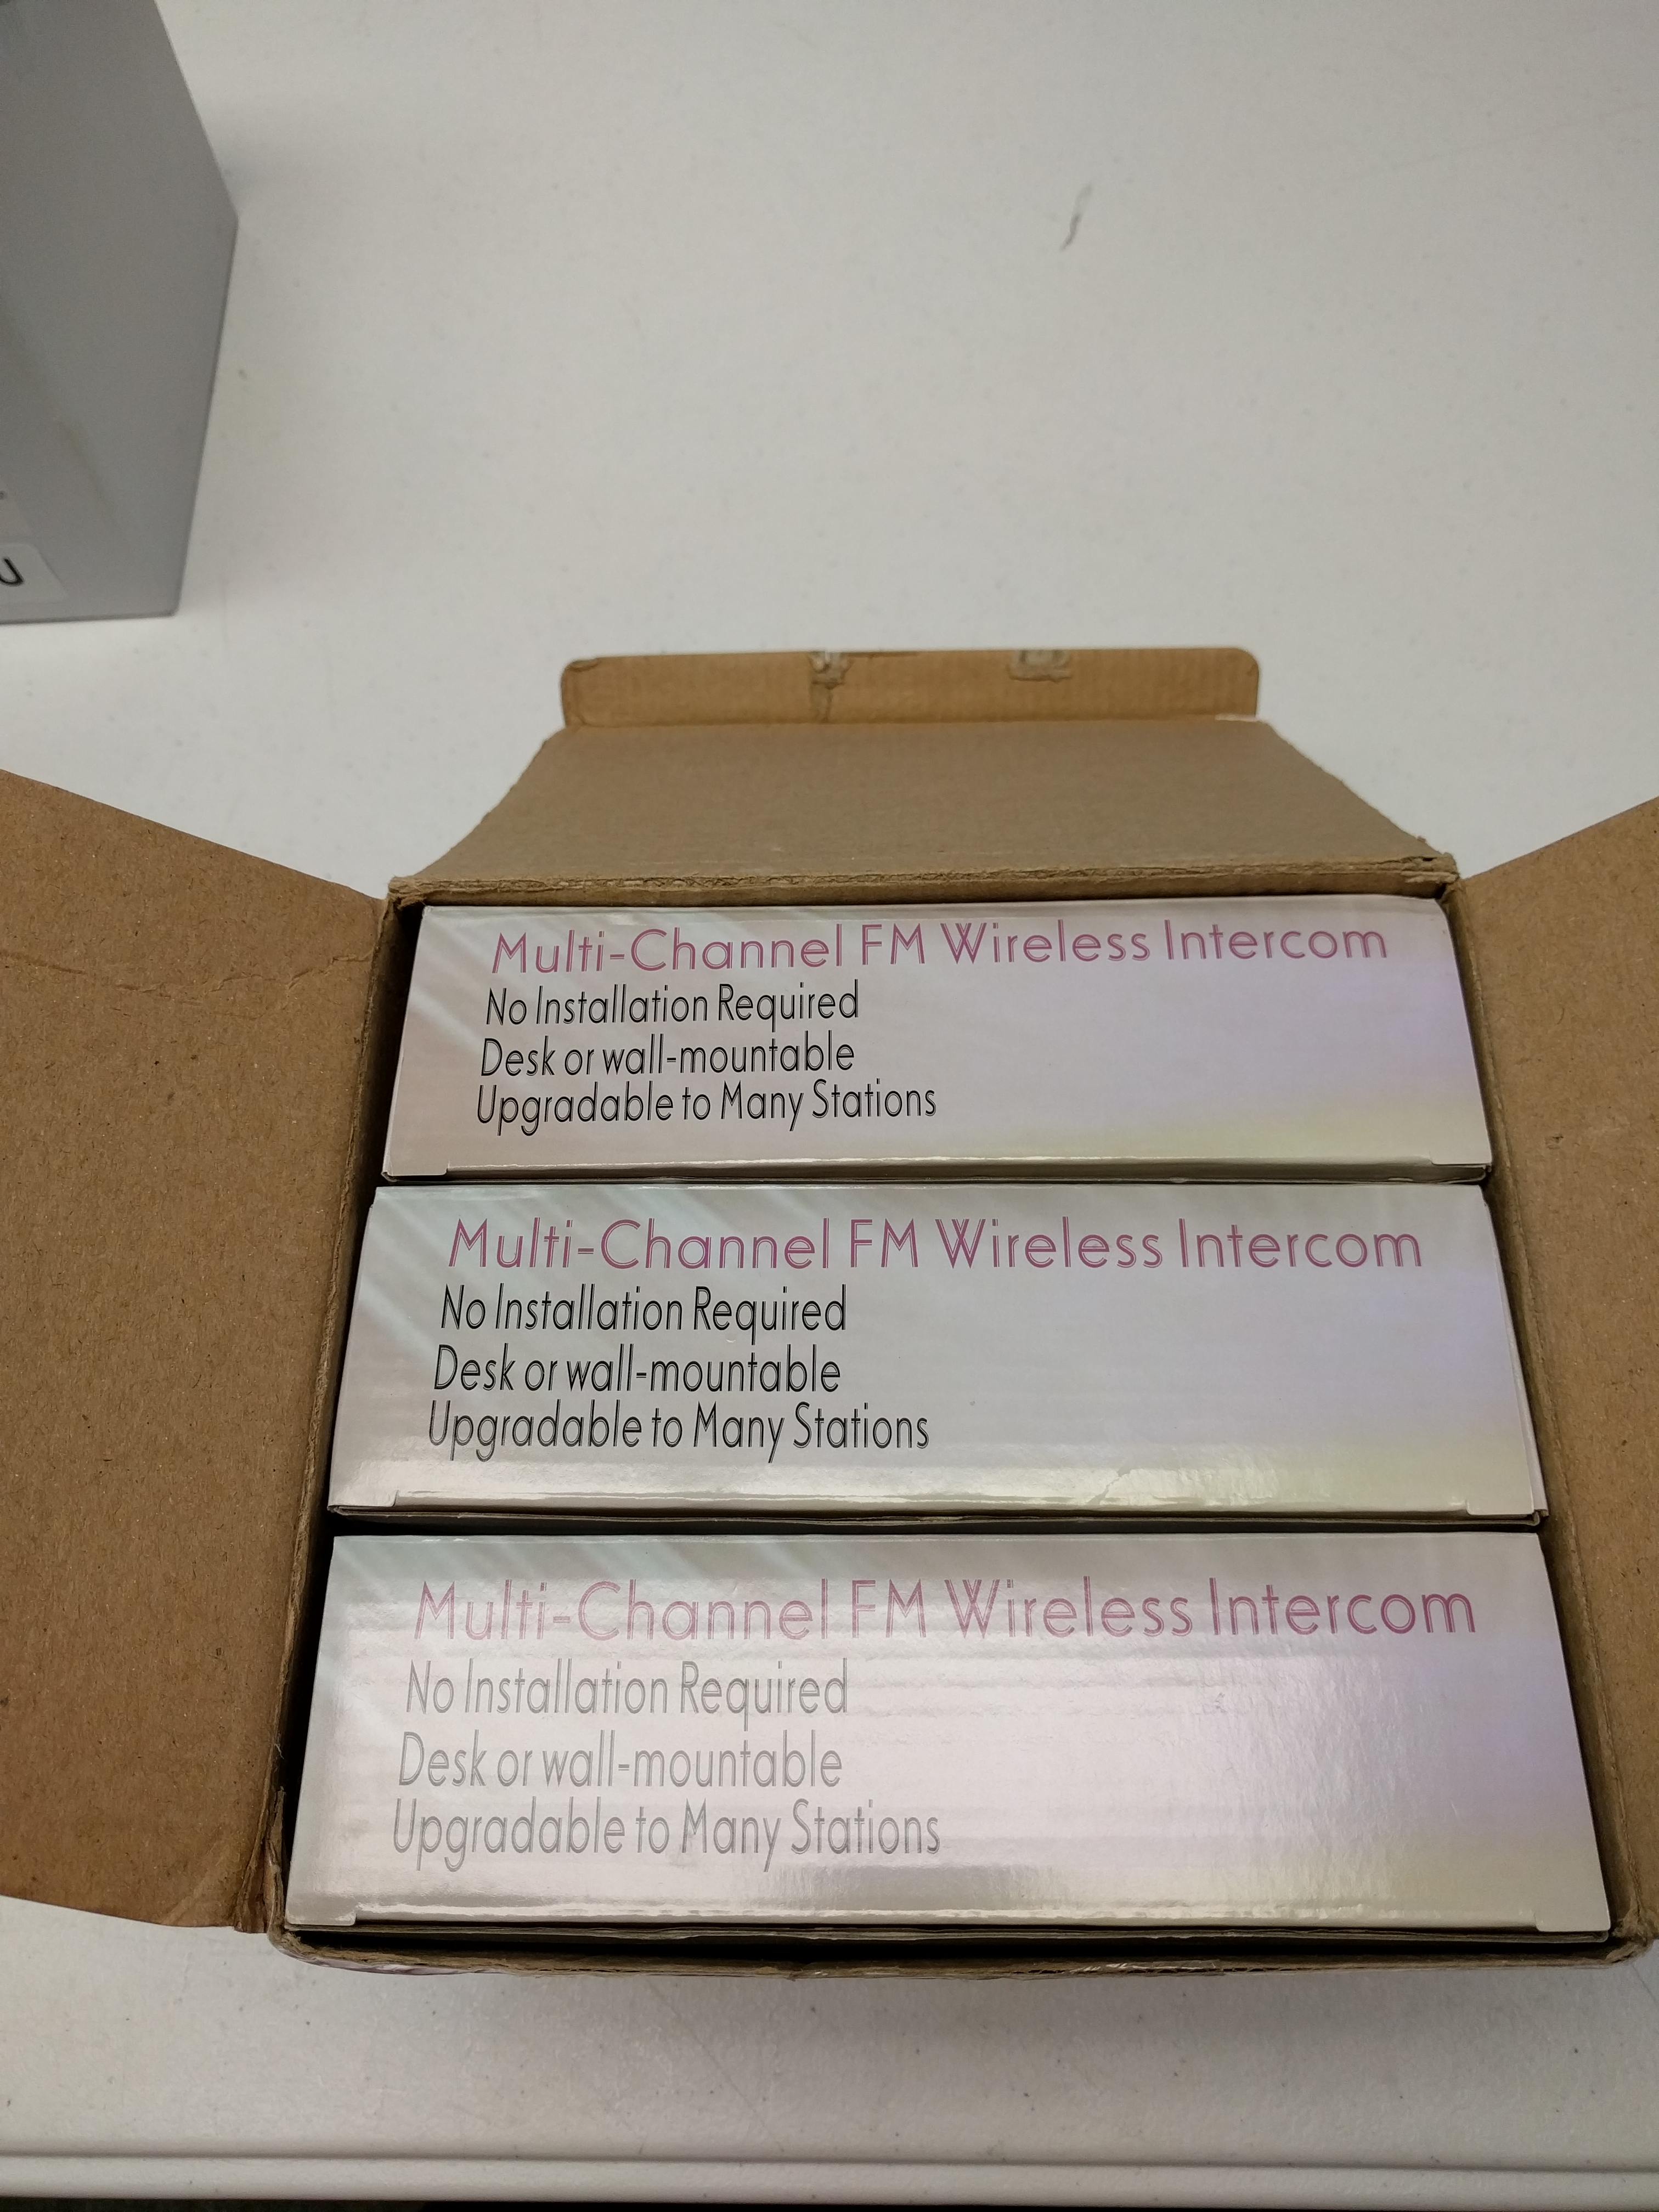 U
Multi-Channel FM Wireless Intercom
No Installation Required
Desk or wall-mountable
Upgradable to Many Stations
Multi-Channel FM Wireless Intercom
No Installation Required
Desk or wall-mountable
Upgradable to Many Stations
Multi-Channel FM Wireless Intercom
No Installation Required
Desk or wall-mountable
Upgradable to Many Stations